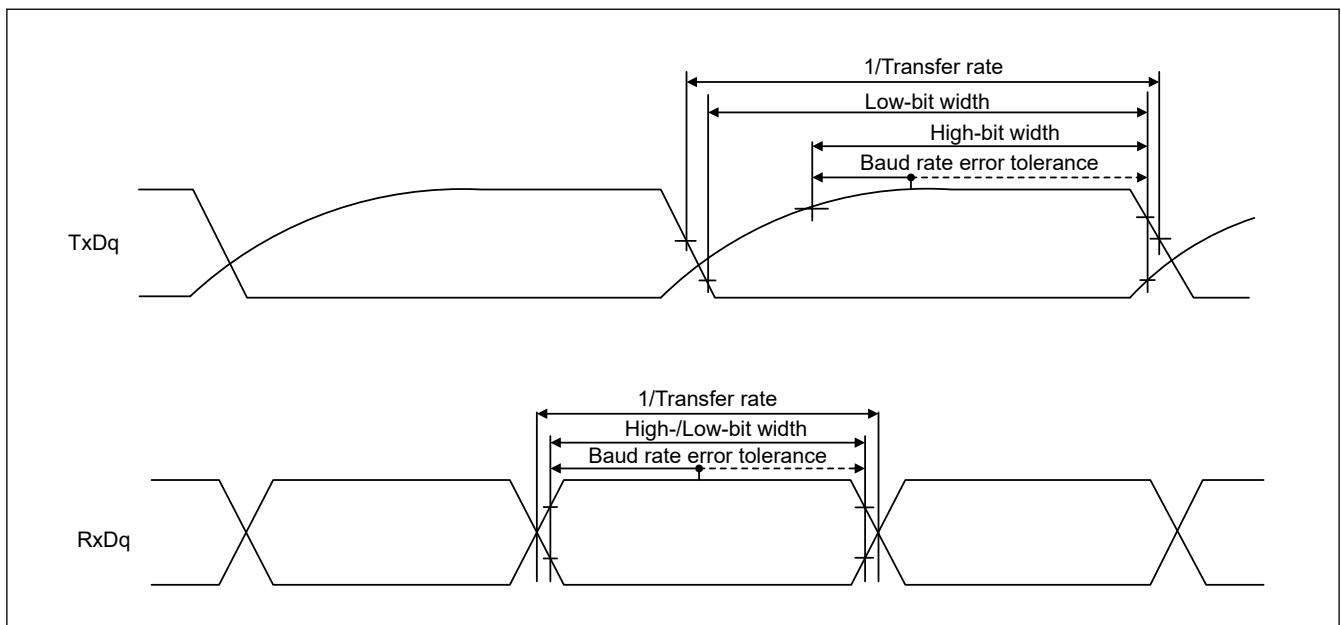 1/Transfer rate
Low-bit width
High-bit width
Baud rate error tolerance
TxDq
1/Transfer rate
High-/Low-bit width
Baud rate error tolerance
RxDq